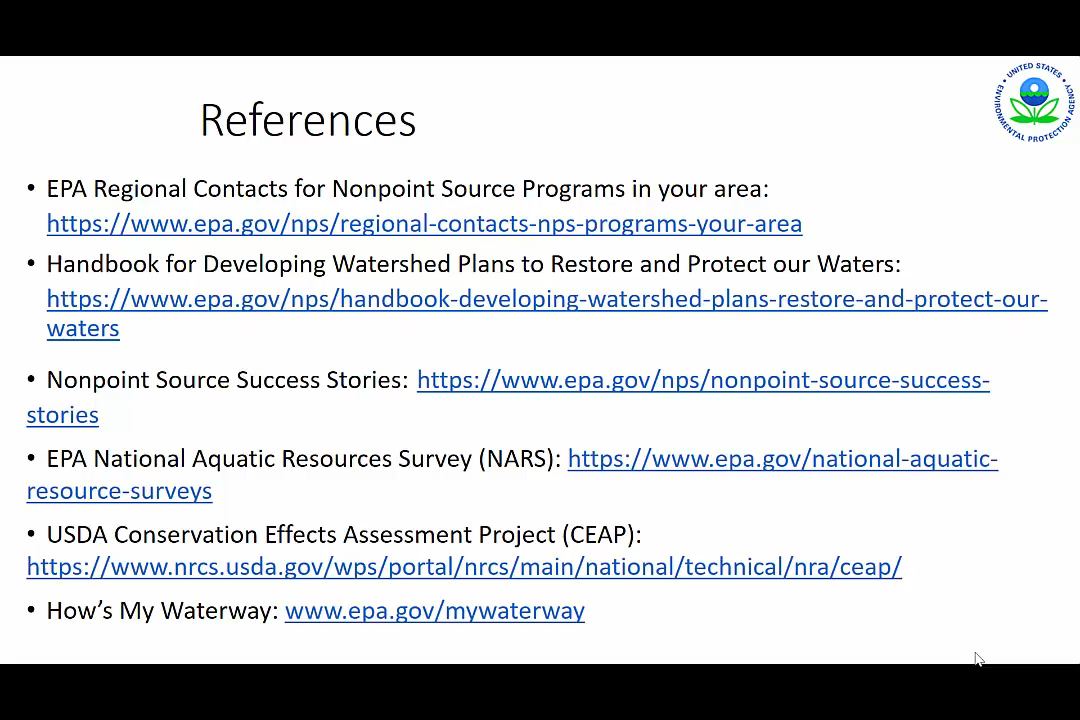 References
UNITED STATES
ENVIRONMENTAL PROTECTION AGENCY
• EPA Regional Contacts for Nonpoint Source Programs in your area:
https://www.epa.gov/nps/regional-contacts-nps-programs-your-area
• Handbook for Developing Watershed Plans to Restore and Protect our Waters:
https://www.epa.gov/nps/handbook-developing-watershed-plans-restore-and-protect-our-
waters
• Nonpoint Source Success Stories: https://www.epa.gov/nps/nonpoint-source-success-
stories
• EPA National Aquatic Resources Survey (NARS): https://www.epa.gov/national-aquatic-
resource-surveys
• USDA Conservation Effects Assessment Project (CEAP):
https://www.nrcs.usda.gov/wps/portal/nrcs/main/national/technical/nra/ceap/
• How’s My Waterway: www.epa.gov/mywaterway